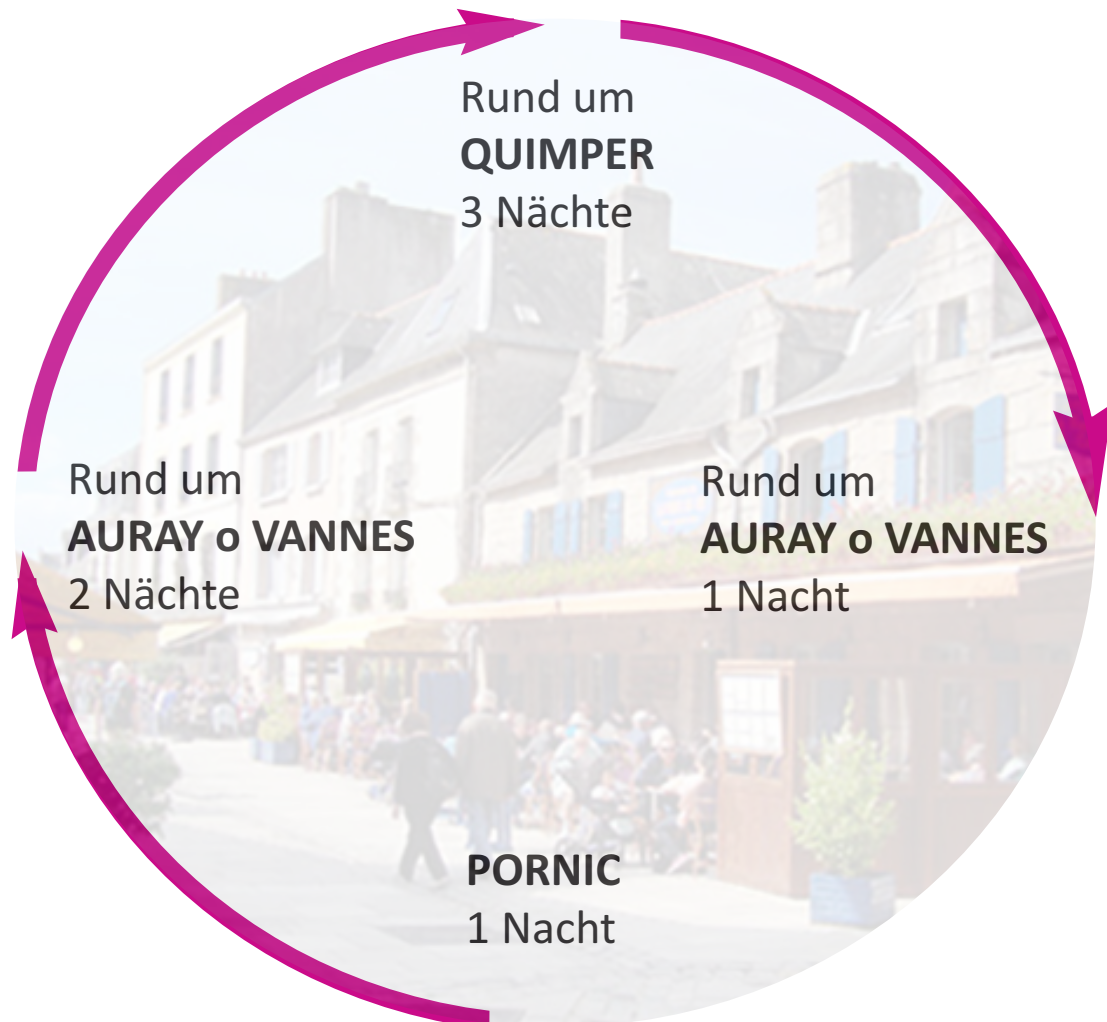 Rund um
QUIMPER
3 Nächte
Rund um
AURAY o VANNES
2 Nächte
Rund um
AURAY o VANNES
1 Nacht
PORNIC
1 Nacht